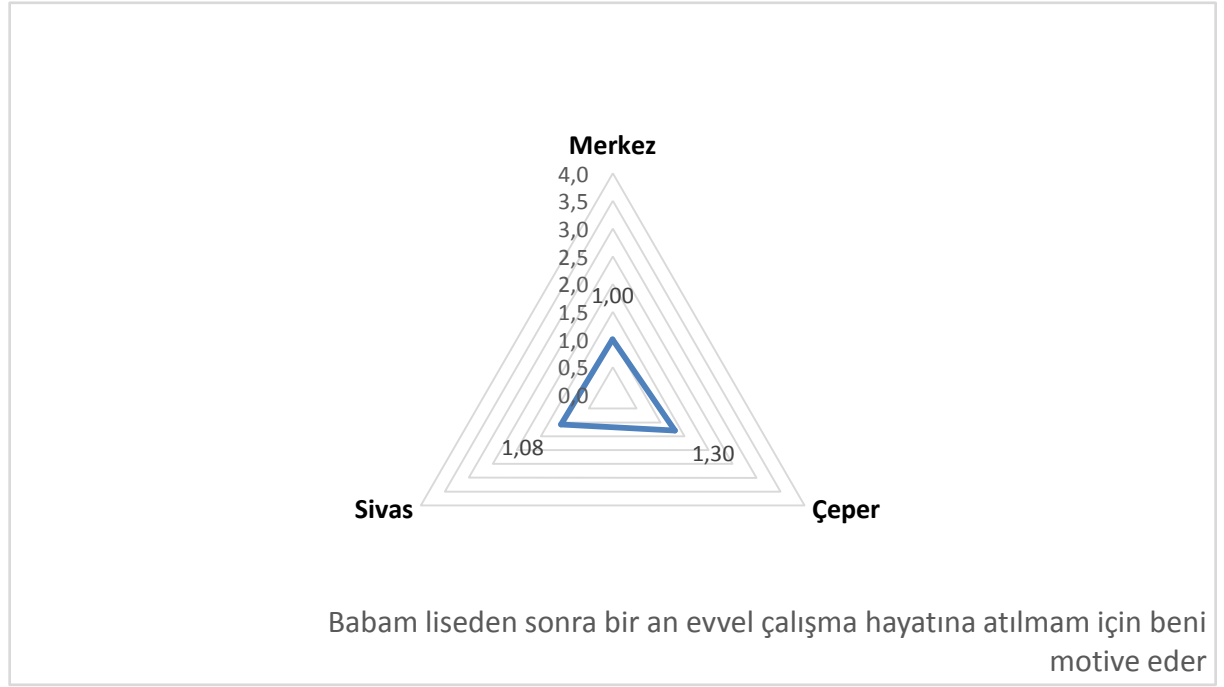 Merkez
4,0
3,5
3,0
2,5
2,0
1,00
1,5
1,0
0,5
0,0
1,08
1,30
Sivas
Çeper
Babam liseden sonra bir an evvel çalışma hayatına atılmam için beni
motive eder